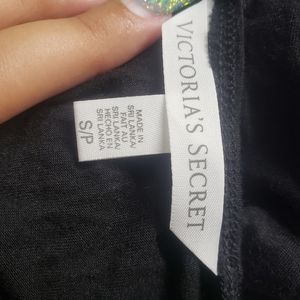 VICTORIA'S SECRET
MADE IN
SRI LANKA/
FAIT AU
SRI LANKA/
HECHO EN
SRI LANKA
S/P